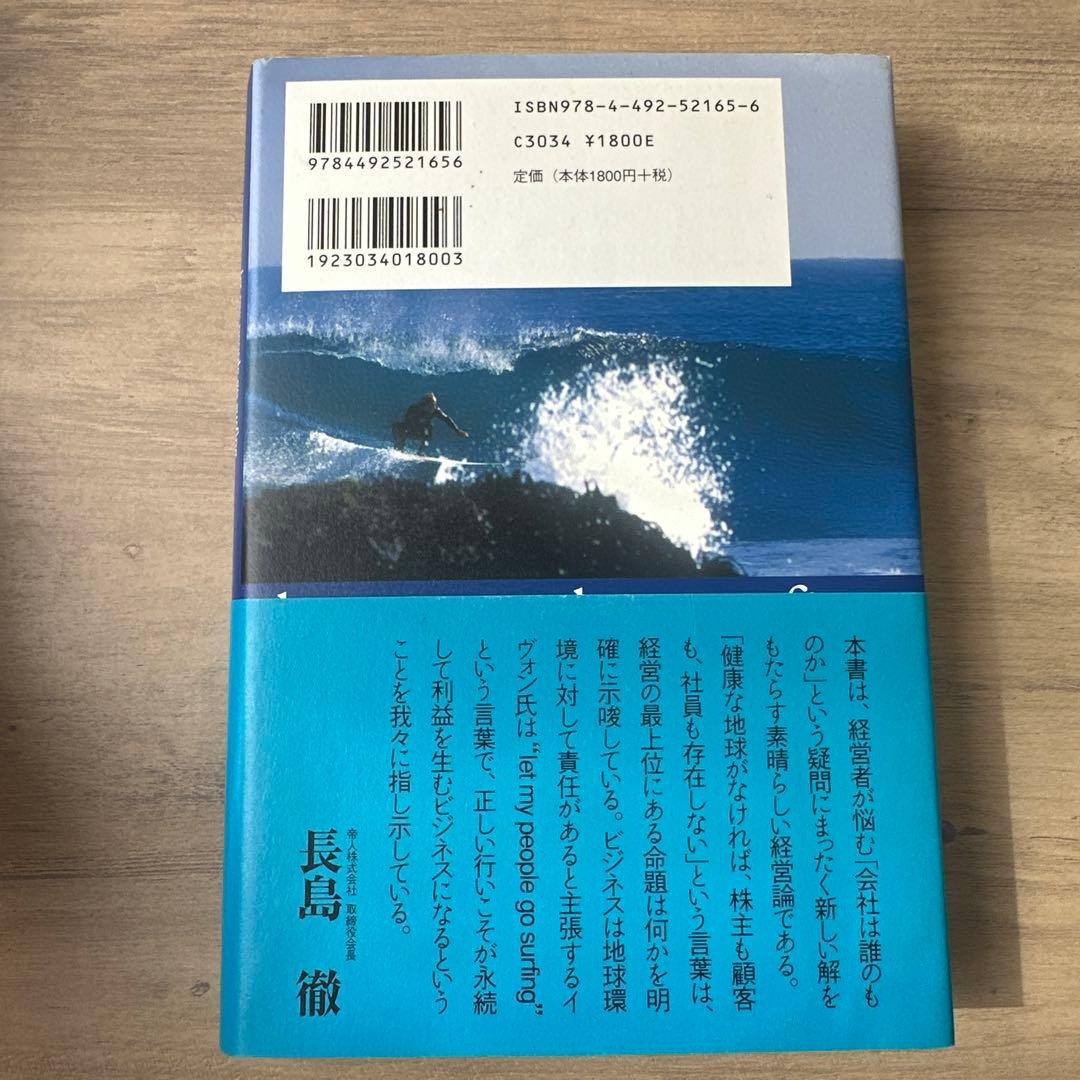 ISBN978-4-492-52165-6
C3034 ¥1800E
定価（本体1800円＋税）
9784492521656
1923034018003
本書は、経営者が悩む「会社は誰のも
のか」という疑問にまったく新しい解を
もたらす素晴らしい経営論である。
「健康な地球がなければ、株主も顧客
も、社員も存在しない」という言葉は、
経営の最上位にある命題は何かを明
確に示唆している。ビジネスは地球環
境に対して責任があると主張するイ
ヴォン氏は“let my people go surfing”
という言葉で、正しい行いこそが永続
して利益を生むビジネスになるという
ことを我々に指し示している。
帝人株式会社 取締役会長
長島 徹